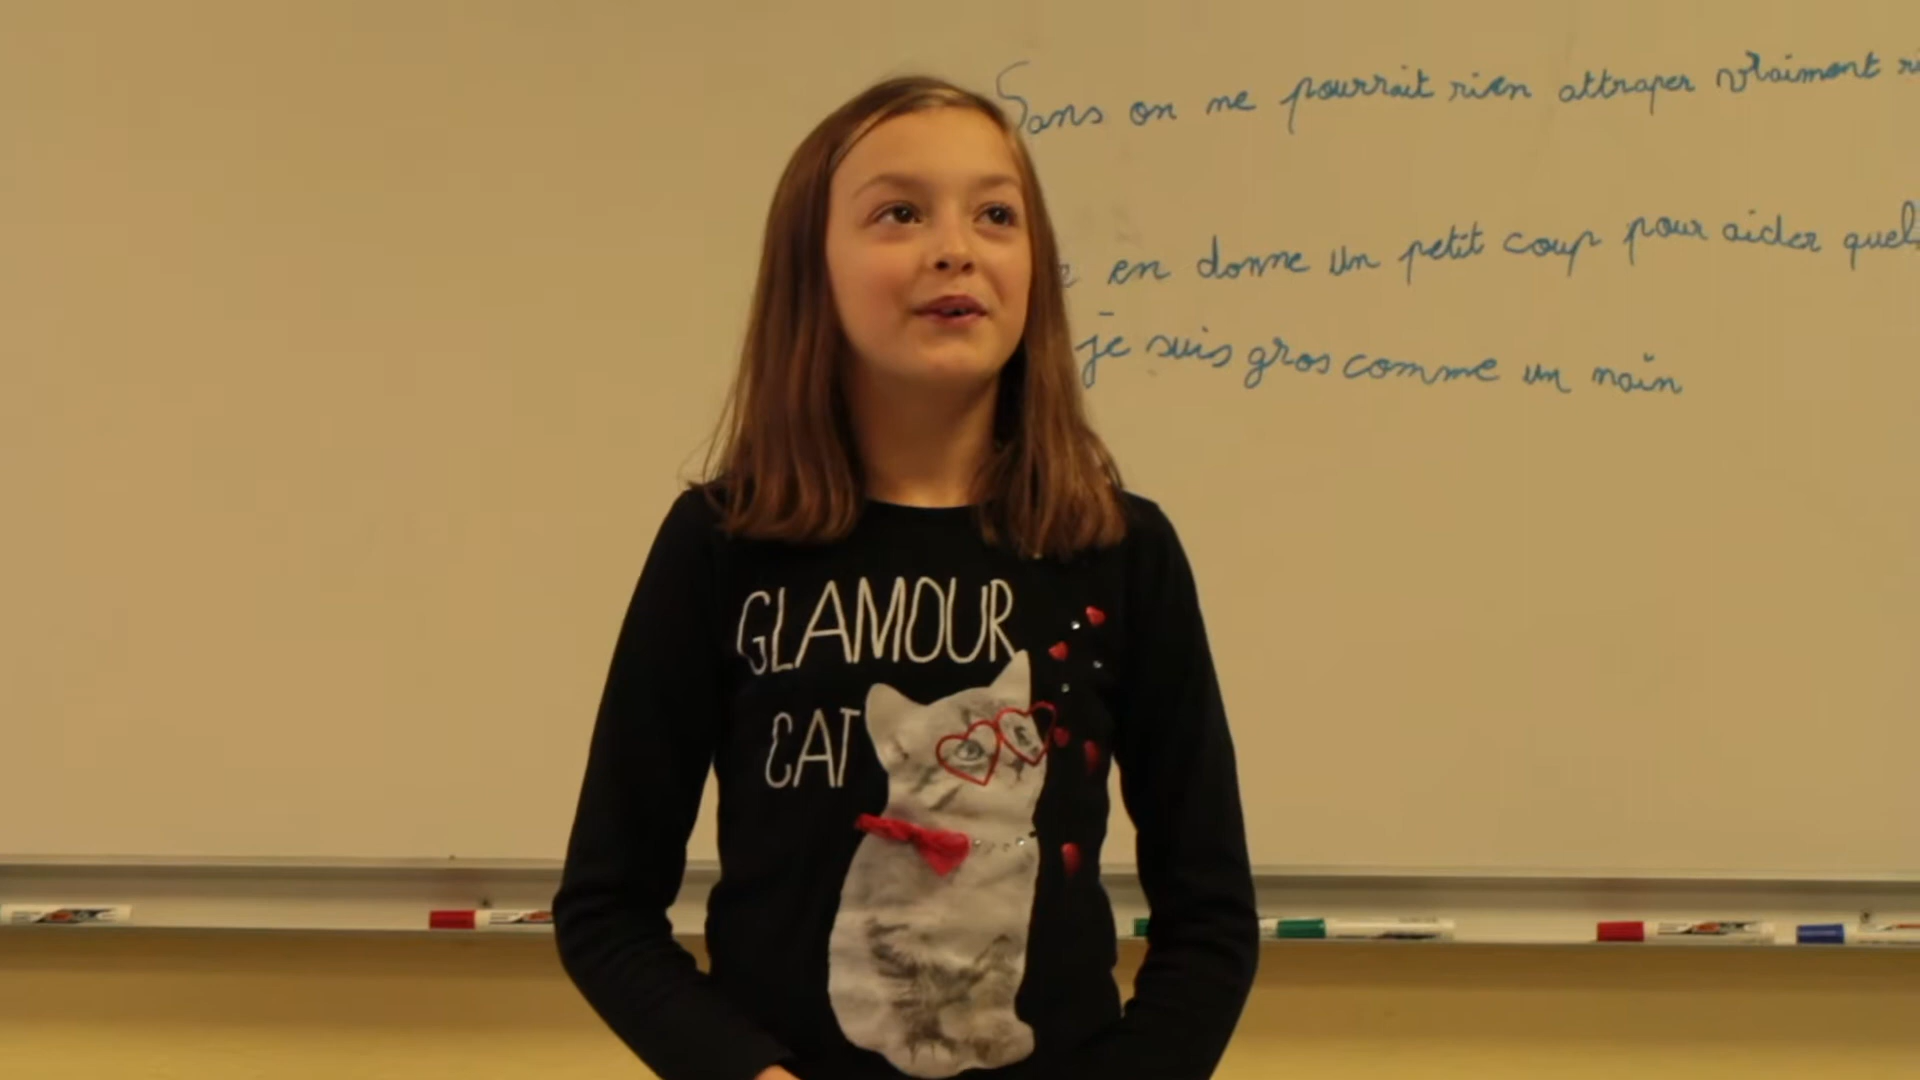 Sans on ne pourrait rien attraper vraiment
en donne un petit coup pour aider
je suis gros comme un nain
GLAMOUR
CAT